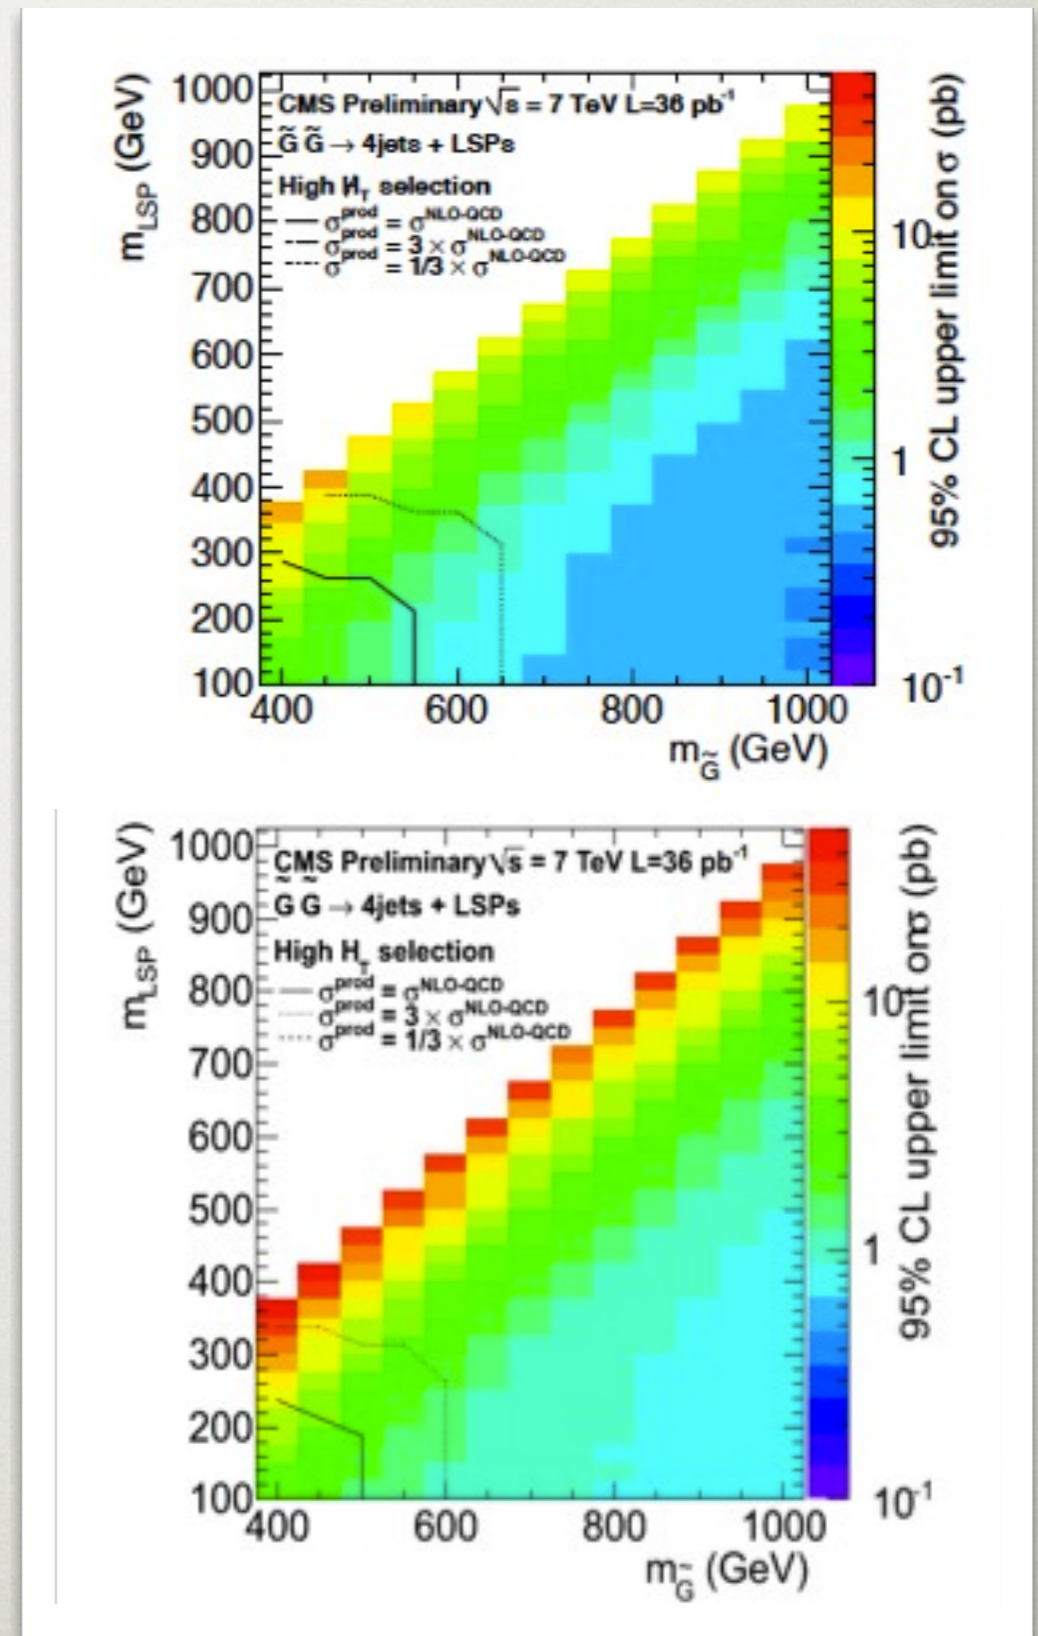 1000
900
800
700
600
500
400
300
200
100
m_LSP (GeV)
CMS Preliminary √s = 7 TeV L=36 pb⁻¹
G̃ G̃ → 4jets + LSPs
High H̸_T selection
σ^prod = σ^NLO-QCD
σ^prod = 3 × σ^NLO-QCD
σ^prod = 1/3 × σ^NLO-QCD
400 600 800 1000
m_G̃ (GeV)
10
1
10⁻¹
95% CL upper limit on σ (pb)
1000
900
800
700
600
500
400
300
200
100
m_LSP (GeV)
CMS Preliminary √s = 7 TeV L=36 pb⁻¹
G̃ G̃ → 4jets + LSPs
High H_T selection
σ^prod = σ^NLO-QCD
σ^prod = 3 × σ^NLO-QCD
σ^prod = 1/3 × σ^NLO-QCD
400 600 800 1000
m_G̃ (GeV)
10
1
10⁻¹
95% CL upper limit on σ (pb)